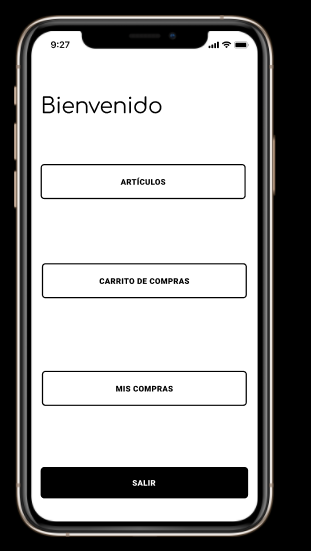 9:27
Bienvenido
ARTÍCULOS
CARRITO DE COMPRAS
MIS COMPRAS
SALIR